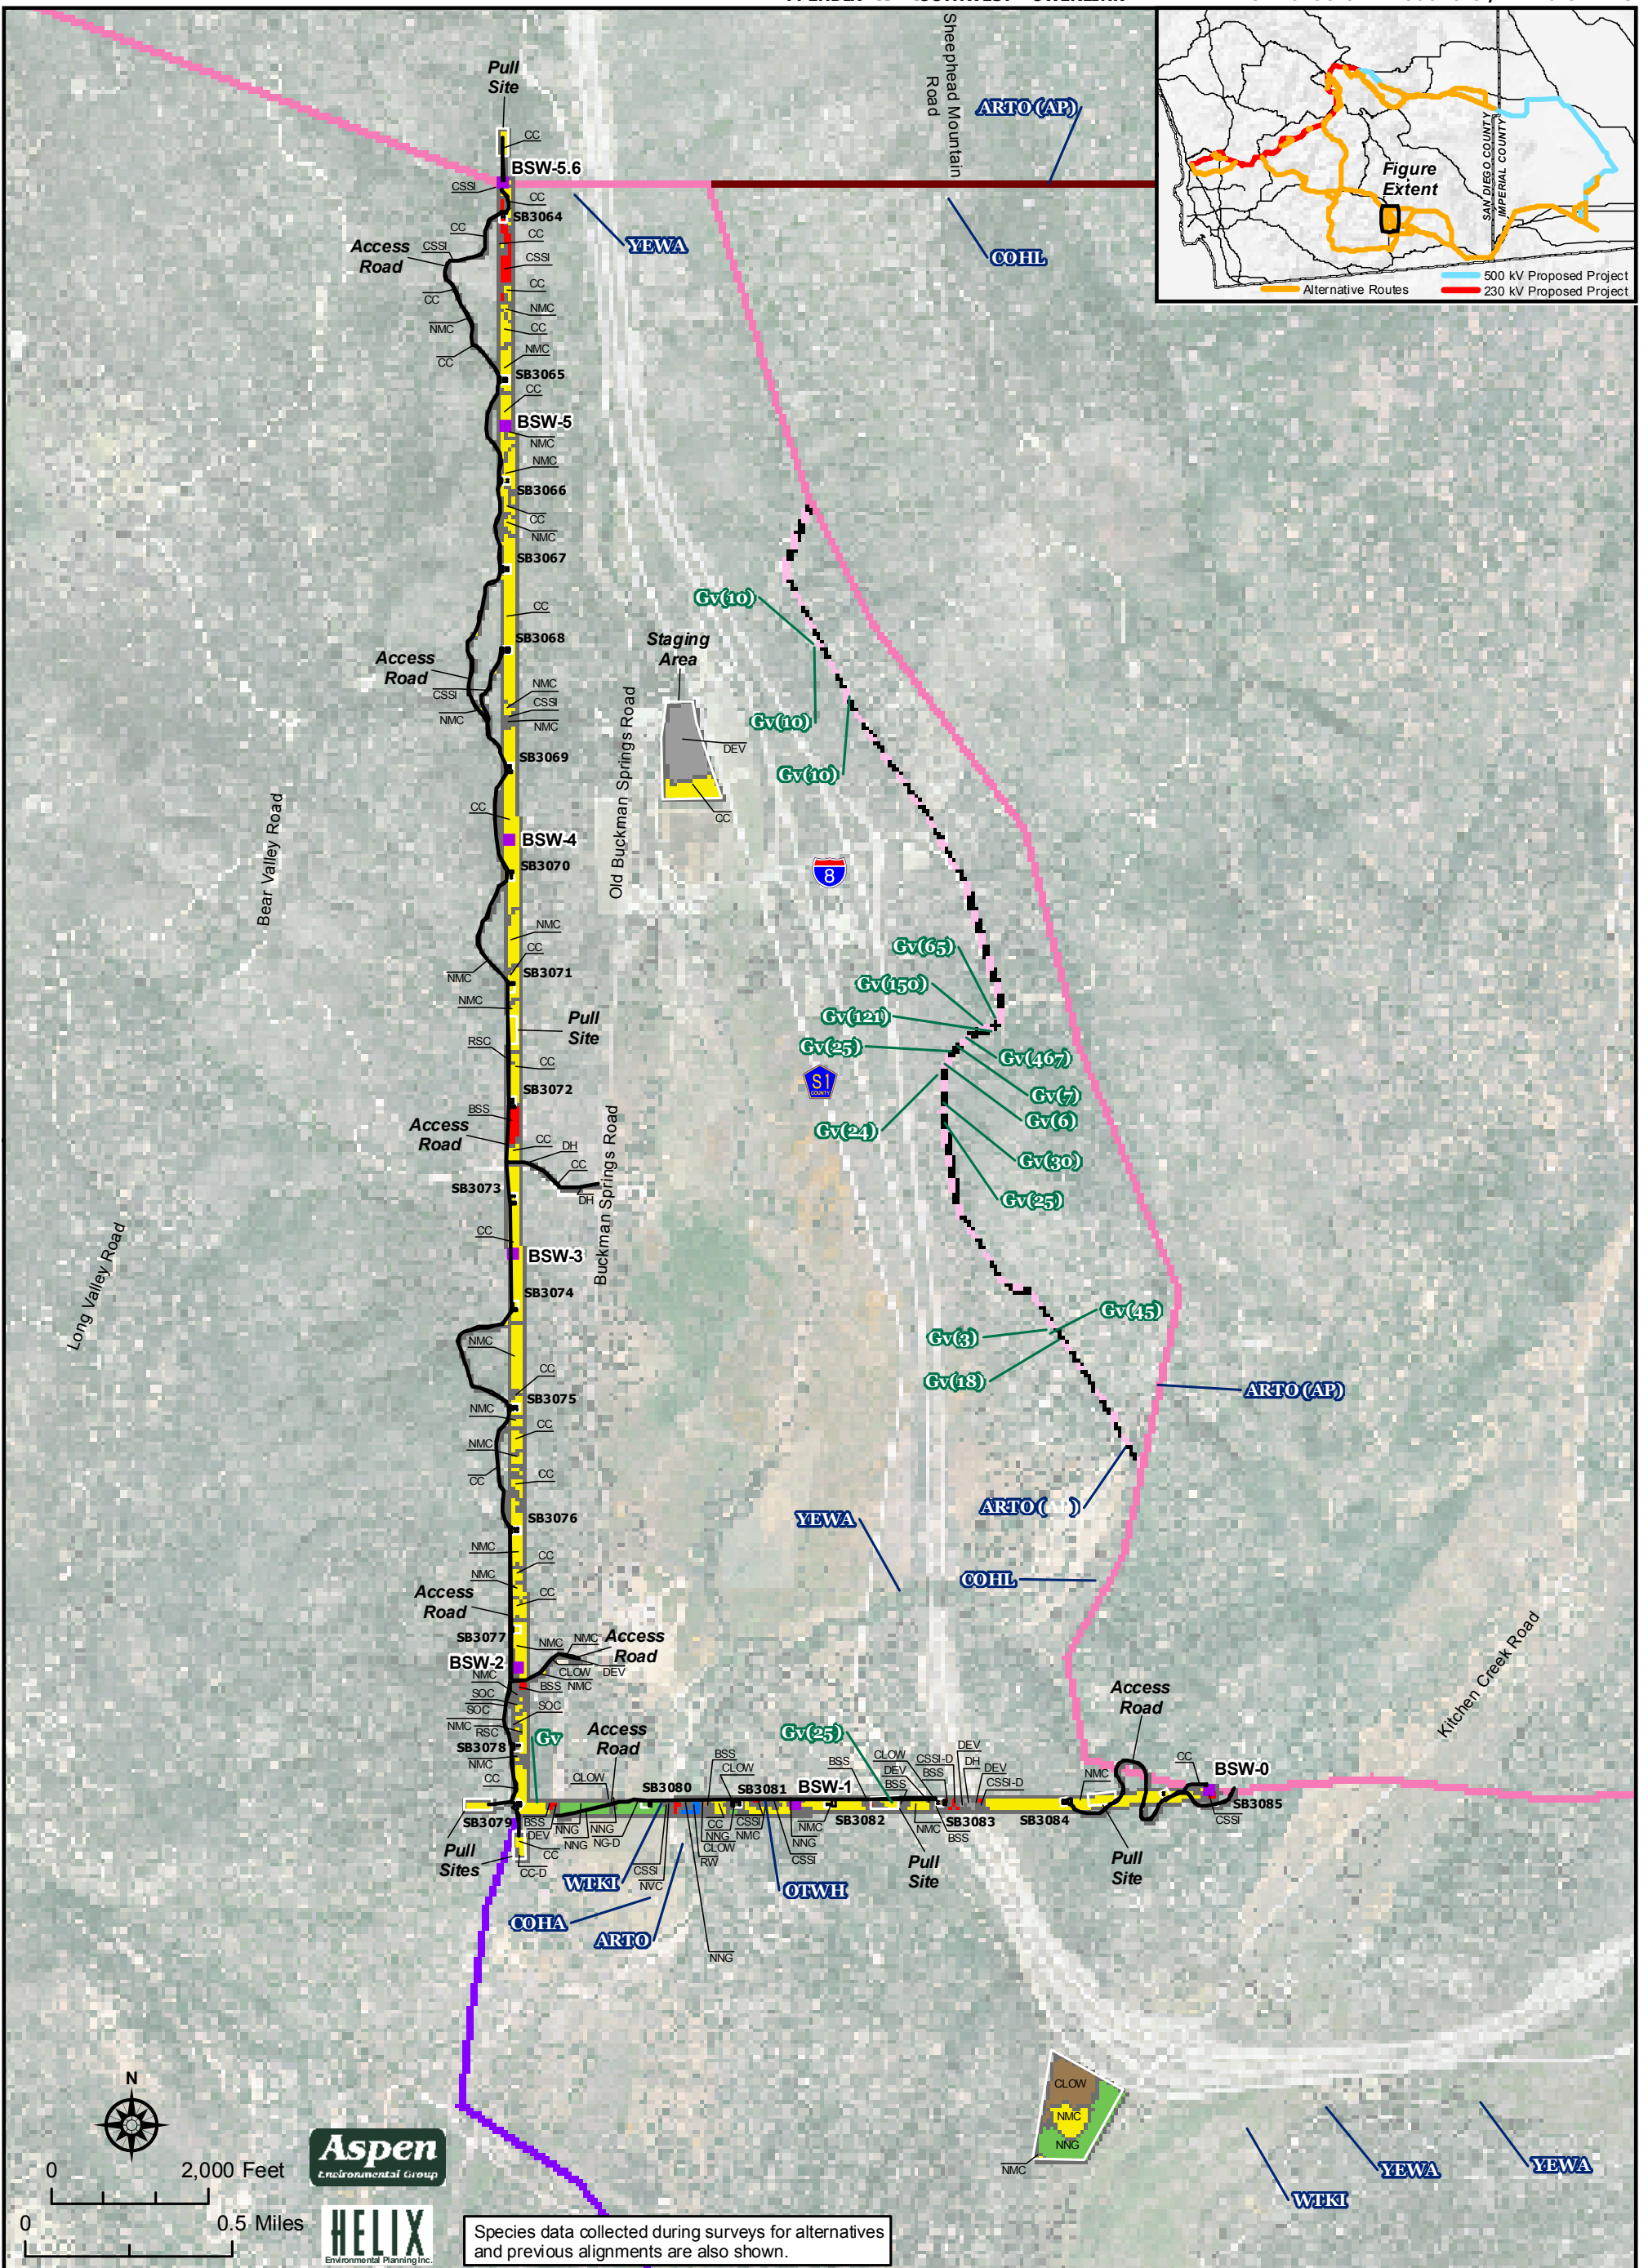 Sheephead Mountain
Road
ARTO (AP)
Pull
Site
CC
BSW-5.6
CSSI
CC
SB3064
YEWA
COHL
CC
CC
CSSI
CSSI
Access
Road
CC
CC
NMC
NMC
CC
CC
NMC
SB3065
CC
BSW-5
NMC
NMC
SB3066
CC
NMC
SB3067
CC
SB3068
Access
Road
CSSI
NMC
NMC
CSSI
NMC
SB3069
CC
BSW-4
SB3070
NMC
CC
NMC
SB3071
NMC
Pull
Site
RSC
CC
SB3072
BSS
Access
Road
CC
DH
CC
DH
SB3073
CC
BSW-3
SB3074
NMC
CC
SB3075
NMC
CC
NMC
CC
CC
SB3076
NMC
CC
NMC
CC
Access
Road
SB3077
NMC
NMC
Access
Road
BSW-2
CLOW
DEV
NMC
BSS
NMC
SOC
SOC
SOC
NMC
RSC
SB3078
NMC
CC
Gv
SB3079
Pull
Sites
CC
CC-D
Bear Valley Road
Long Valley Road
Old Buckman Springs Road
Buckman Springs Road
Kitchen Creek Road
Staging
Area
DEV
CC
8
S1
COUNTY
Gv(10)
Gv(10)
Gv(10)
Gv(65)
Gv(150)
Gv(121)
Gv(25)
Gv(467)
Gv(7)
Gv(6)
Gv(24)
Gv(30)
Gv(25)
Gv(45)
Gv(3)
Gv(18)
ARTO (AP)
ARTO (AP)
YEWA
COHL
Access
Road
CLOW
BSS
DEV
NNG
NNG
NNG
NG-D
SB3080
BSS
CLOW
SB3081
BSW-1
CSSI
NVC
RW
CC
NNG
CLOW
CSSI
NMC
NMC
NNG
CSSI
NNG
Gv(25)
BSS
SB3082
CLOW
DEV
BSS
CSSI-D
BSS
DEV
DH
DEV
CSSI-D
NMC
SB3083
BSS
Pull
Site
SB3084
NMC
Access
Road
CC
BSW-0
SB3085
CSSI
Pull
Site
WTKI
COHA
ARTO
OTWH
CLOW
NMC
NNG
NMC
WTKI
YEWA
YEWA
N
0 2,000 Feet
0 0.5 Miles
Aspen
Environmental Group
HELIX
Environmental Planning Inc.
Species data collected during surveys for alternatives
and previous alignments are also shown.
Figure
Extent
SAN DIEGO COUNTY
IMPERIAL COUNTY
Alternative Routes
500 kV Proposed Project
230 kV Proposed Project